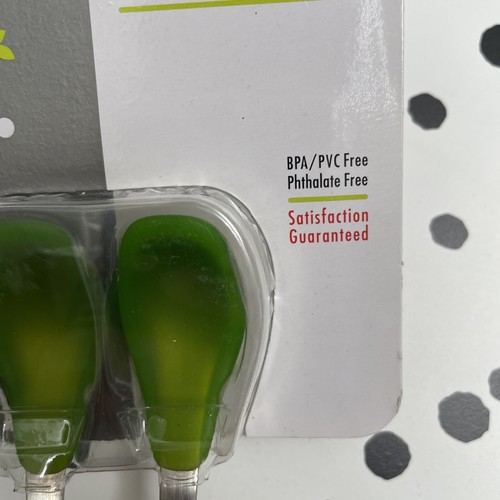 BPA/PVC Free
Phthalate Free
Satisfaction
Guaranteed